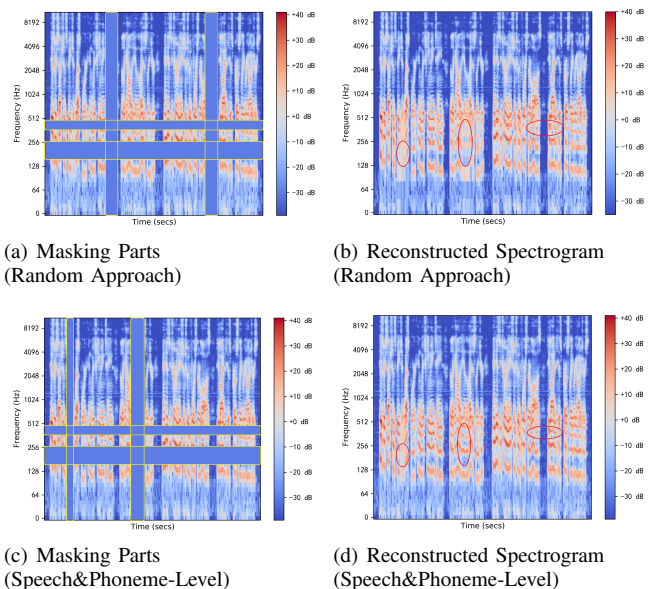 8192
4096
2048
1024
512
256
128
64
0
Frequency (Hz)
Time (secs)
+40 dB
+30 dB
+20 dB
+10 dB
+0 dB
-10 dB
-20 dB
-30 dB
8192
4096
2048
1024
512
256
128
64
0
Frequency (Hz)
Time (secs)
+40 dB
+30 dB
+20 dB
+10 dB
+0 dB
-10 dB
-20 dB
-30 dB
(a) Masking Parts
(Random Approach)
(b) Reconstructed Spectrogram
(Random Approach)
8192
4096
2048
1024
512
256
128
64
0
Frequency (Hz)
Time (secs)
+40 dB
+30 dB
+20 dB
+10 dB
+0 dB
-10 dB
-20 dB
-30 dB
8192
4096
2048
1024
512
256
128
64
0
Frequency (Hz)
Time (secs)
+40 dB
+30 dB
+20 dB
+10 dB
+0 dB
-10 dB
-20 dB
-30 dB
(c) Masking Parts
(Speech&Phoneme-Level)
(d) Reconstructed Spectrogram
(Speech&Phoneme-Level)